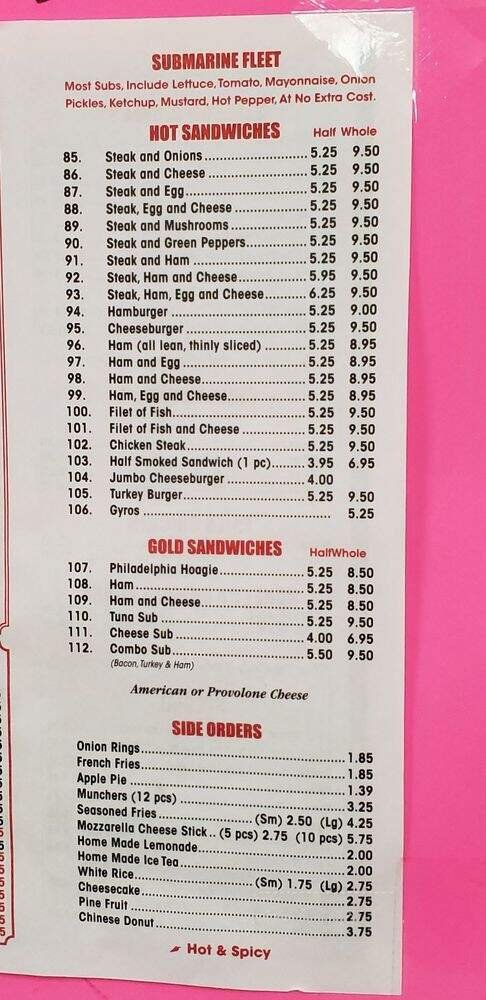 SUBMARINE FLEET
Most Subs, Include Lettuce, Tomato, Mayonnaise, Onion
Pickles, Ketchup, Mustard, Hot Pepper, At No Extra Cost.
HOT SANDWICHES Half Whole
85. Steak and Onions 5.25 9.50
86. Steak and Cheese 5.25 9.50
87. Steak and Egg 5.25 9.50
88. Steak, Egg and Cheese 5.25 9.50
89. Steak and Mushrooms 5.25 9.50
90. Steak and Green Peppers 5.25 9.50
91. Steak and Ham 5.25 9.50
92. Steak, Ham and Cheese 5.95 9.50
93. Steak, Ham, Egg and Cheese 6.25 9.50
94. Hamburger 5.25 9.00
95. Cheeseburger 5.25 9.50
96. Ham (all lean, thinly sliced) 5.25 8.95
97. Ham and Egg 5.25 8.95
98. Ham and Cheese 5.25 8.95
99. Ham, Egg and Cheese 5.25 8.95
100. Filet of Fish 5.25 9.50
101. Filet of Fish and Cheese 5.25 9.50
102. Chicken Steak 5.25 9.50
103. Half Smoked Sandwich (1 pc) 3.95 6.95
104. Jumbo Cheeseburger 4.00
105. Turkey Burger 5.25 9.50
106. Gyros 5.25
GOLD SANDWICHES HalfWhole
107. Philadelphia Hoagie 5.25 8.50
108. Ham 5.25 8.50
109. Ham and Cheese 5.25 8.50
110. Tuna Sub 5.25 9.50
111. Cheese Sub 4.00 6.95
112. Combo Sub 5.50 9.50
(Bacon, Turkey & Ham)
American or Provolone Cheese
SIDE ORDERS
Onion Rings 1.85
French Fries 1.85
Apple Pie 1.39
Munchers (12 pcs) 3.25
Seasoned Fries (Sm) 2.50 (Lg) 4.25
Mozzarella Cheese Stick (5 pcs) 2.75 (10 pcs) 5.75
Home Made Lemonade 2.00
Home Made Ice Tea 2.00
White Rice (Sm) 1.75 (Lg) 2.75
Cheesecake 2.75
Pine Fruit 2.75
Chinese Donut 3.75
Hot & Spicy